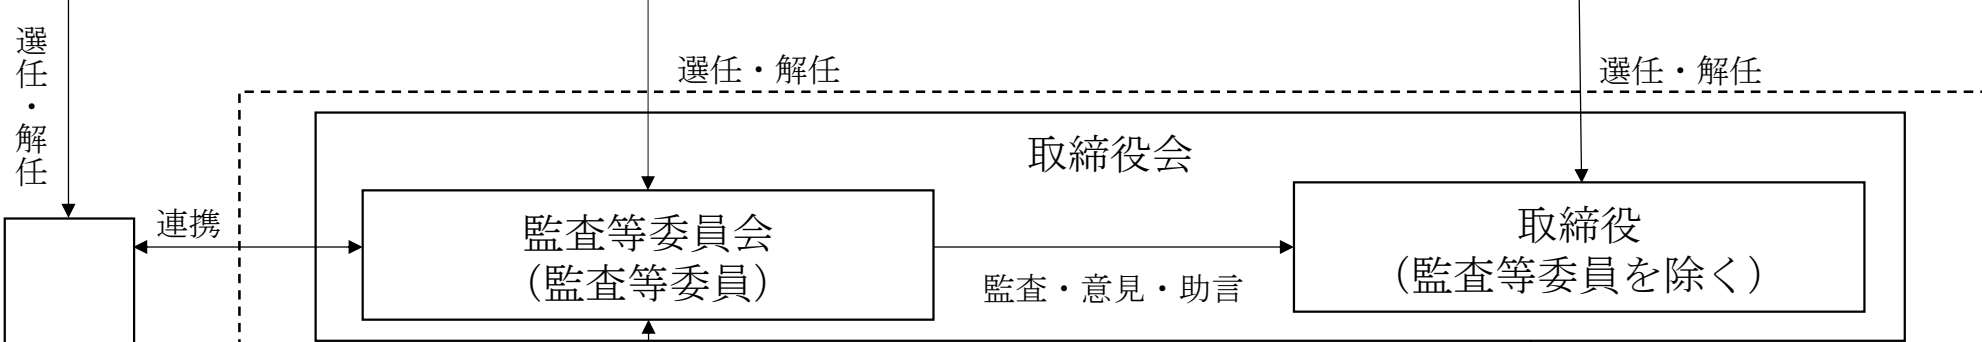 選任・解任
選任・解任
選任・解任
取締役会
連携
監査等委員会
（監査等委員）
監査・意見・助言
取締役
（監査等委員を除く）